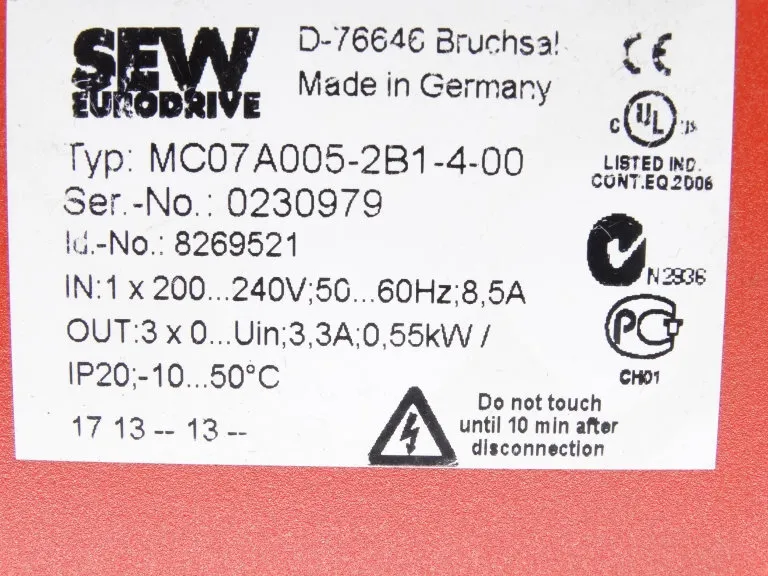 SEW
EURODRIVE
D-76646 Bruchsal
Made in Germany
CE
Typ: MC07A005-2B1-4-00
Ser.-No.: 0230979
Id.-No.: 8269521
IN:1 x 200...240V;50...60Hz;8,5A
OUT:3 x 0...Uin;3,3A;0,55kW /
IP20;-10...50°C
17 13 -- 13 --
C UL US
LISTED IND.
CONT.EQ.2D06
N2936
PCT
CH01
Do not touch
until 10 min after
disconnection